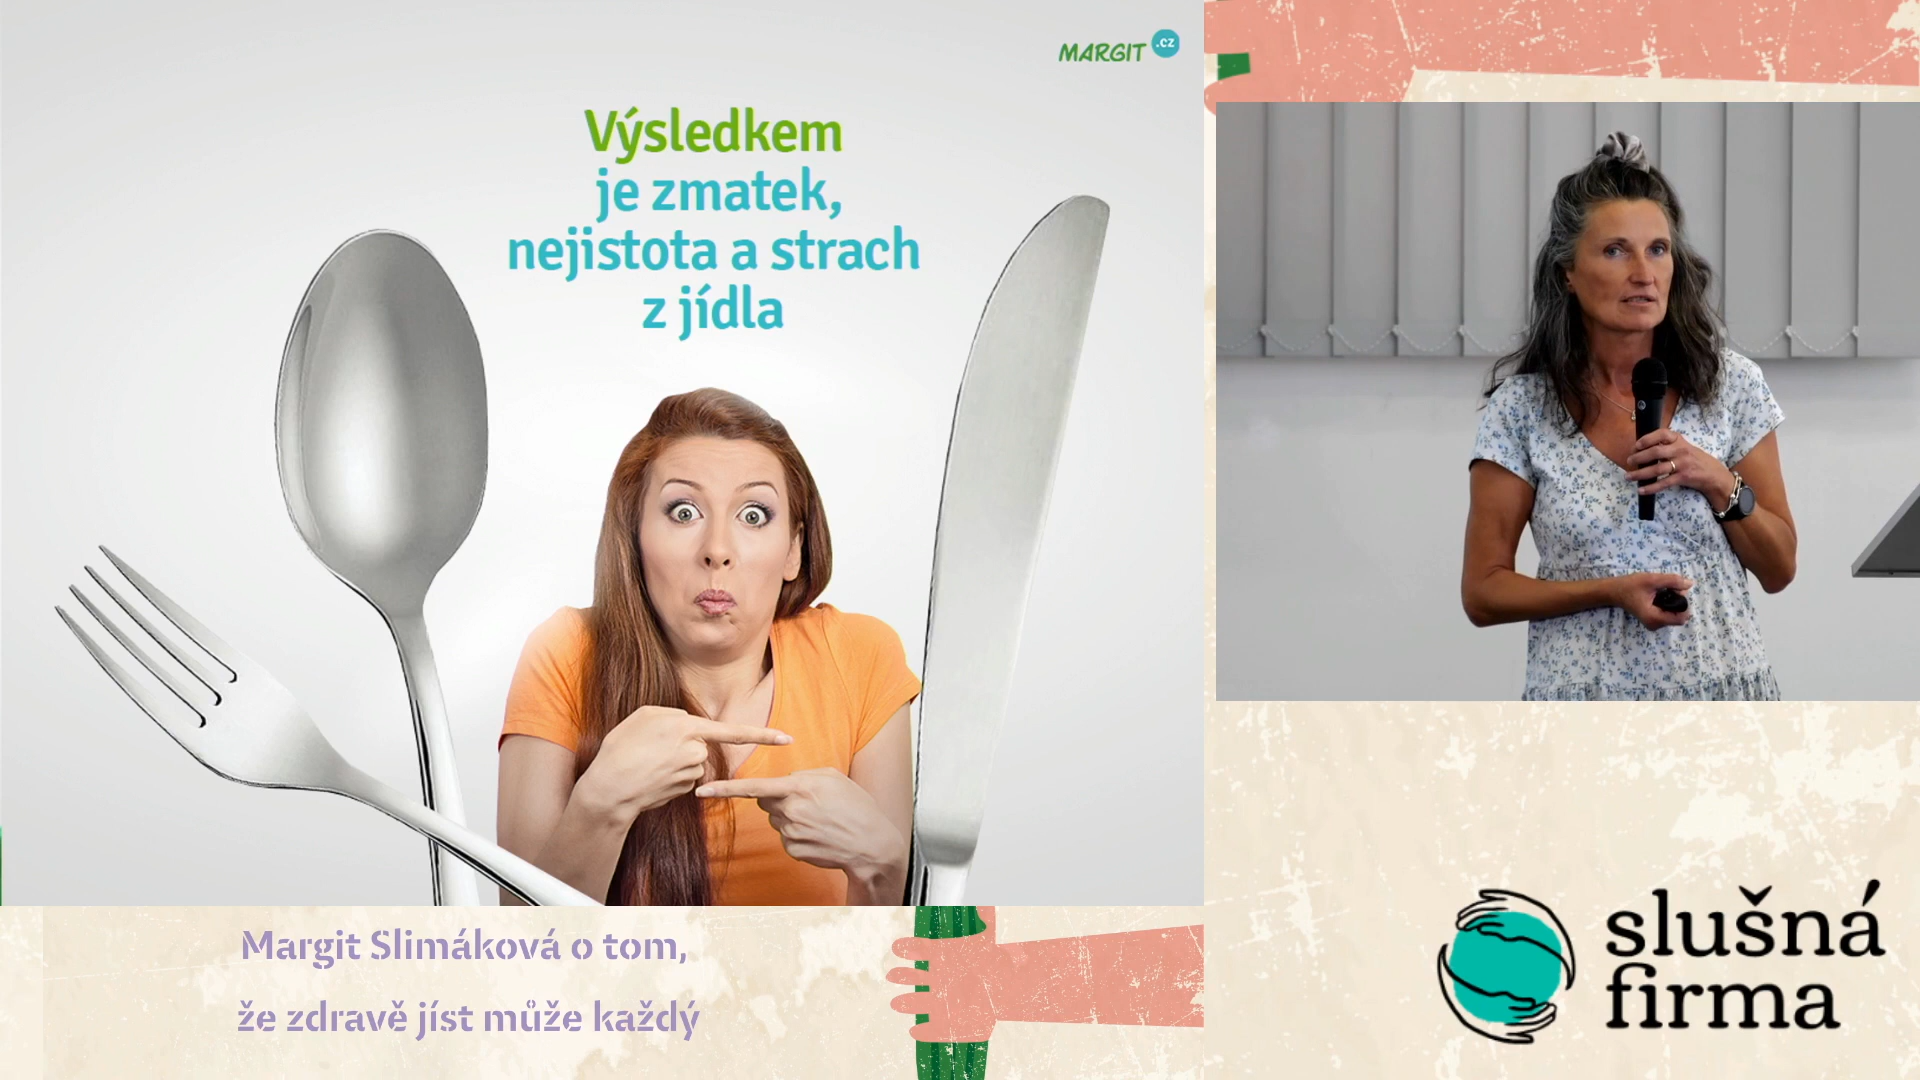 MARGIT .cz
Výsledkem
je zmatek,
nejistota a strach
z jídla
Margit Slimáková o tom,
že zdravě jíst může každý
slušná
firma